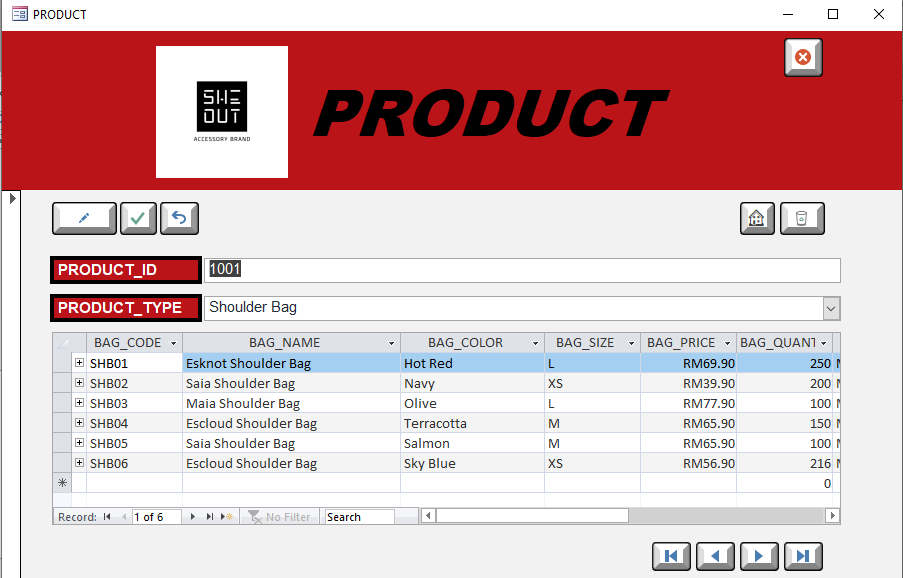 PRODUCT
SHE
OUT
ACCESSORY BRAND
PRODUCT
PRODUCT_ID 1001
PRODUCT_TYPE Shoulder Bag
BAG_CODE BAG_NAME BAG_COLOR BAG_SIZE BAG_PRICE BAG_QUANT
SHB01 Esknot Shoulder Bag Hot Red L RM69.90 250
SHB02 Saia Shoulder Bag Navy XS RM39.90 200
SHB03 Maia Shoulder Bag Olive L RM77.90 100
SHB04 Escloud Shoulder Bag Terracotta M RM65.90 150
SHB05 Saia Shoulder Bag Salmon M RM65.90 100
SHB06 Escloud Shoulder Bag Sky Blue XS RM56.90 216
0
Record: 1 of 6 No Filter Search